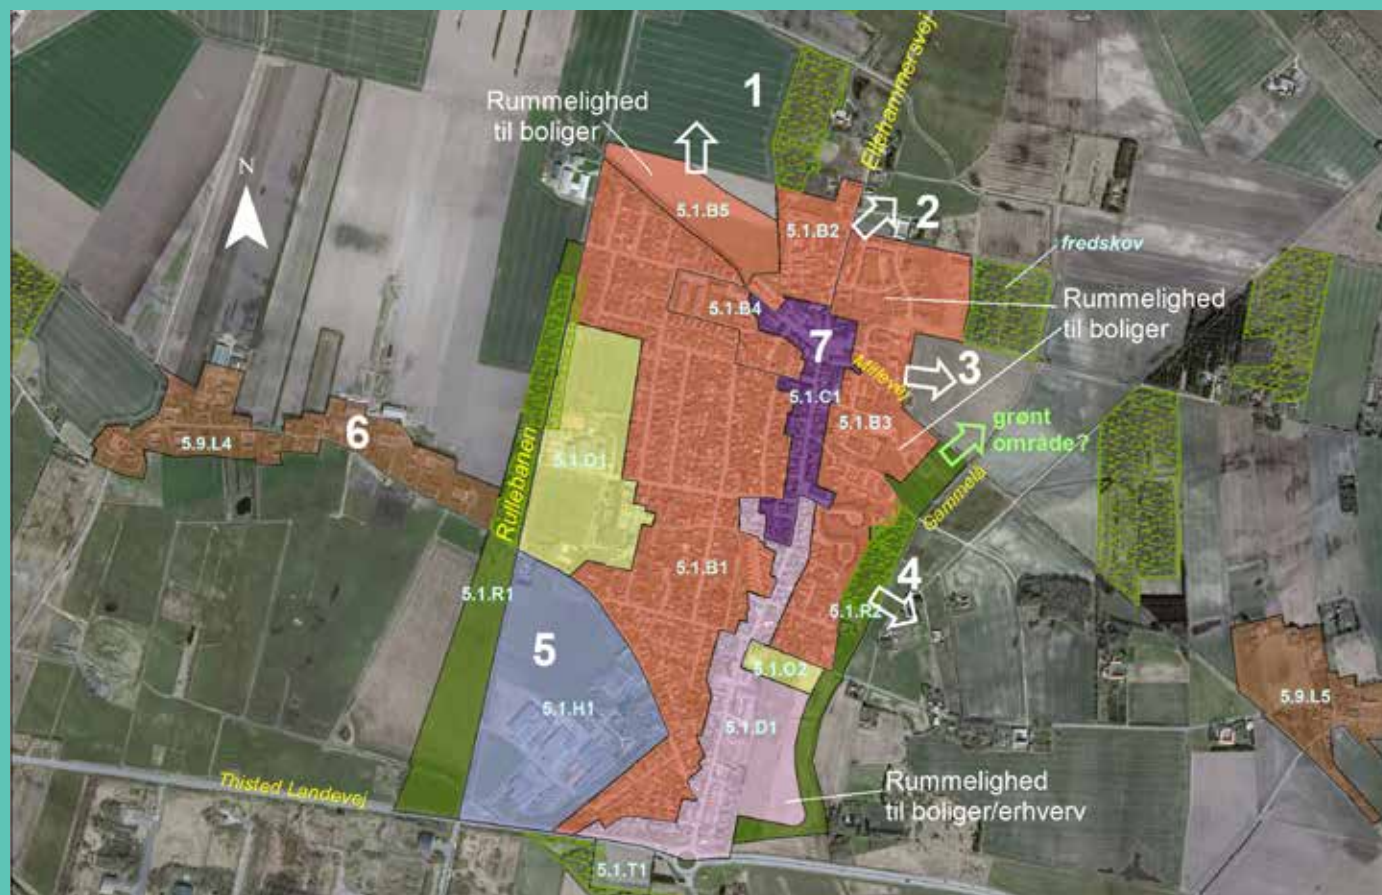 1
Ellehammersvej
Rummelighed
til boliger
N
5.1.B5
5.1.B2
2
fredskov
Rummelighed
til boliger
5.1.B4
7
Millevej
3
5.1.C1
5.1.B3
grønt
område?
5.9.L4
6
Rullebanen
5.1.O1
Gammelå
5.1.B1
5.1.R1
4
5.1.R2
5
5.1.O2
5.9.L5
5.1.H1
5.1.D1
Thisted Landevej
Rummelighed
til boliger/erhverv
5.1.T1